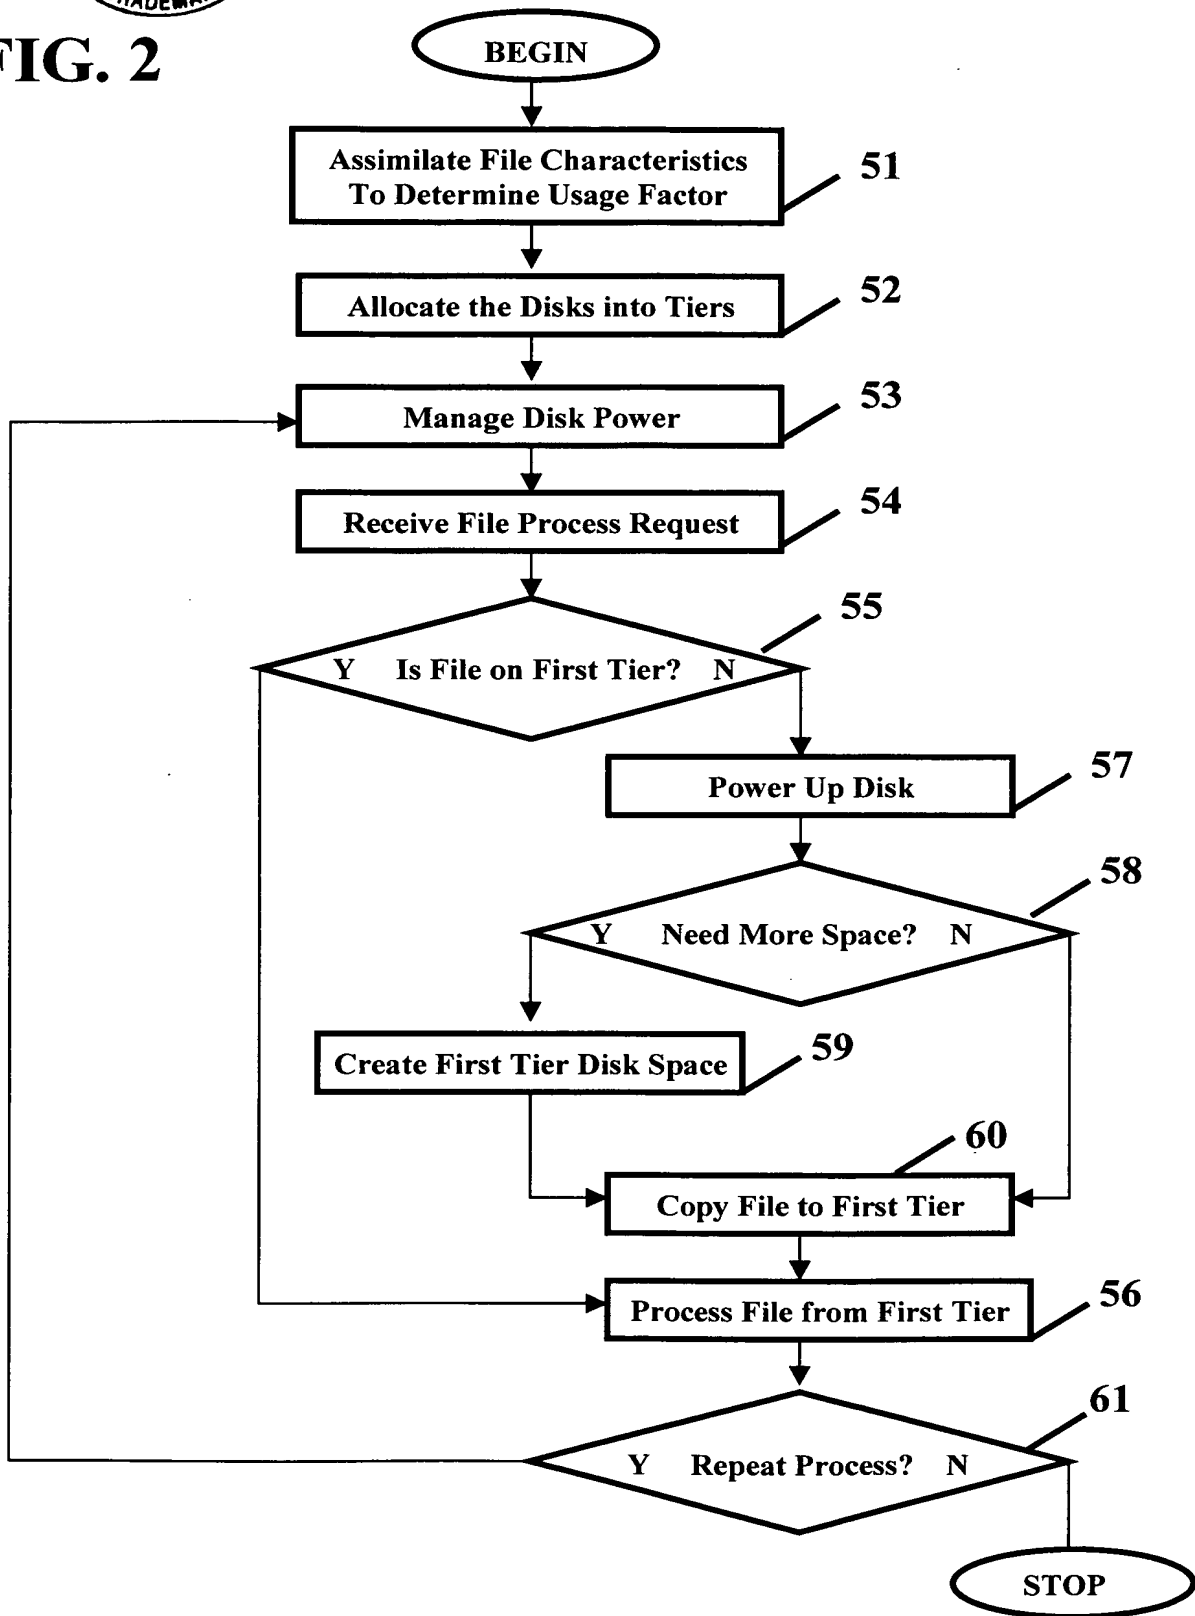 FIG. 2
BEGIN
Assimilate File Characteristics
To Determine Usage Factor
51
Allocate the Disks into Tiers
52
Manage Disk Power
53
Receive File Process Request
54
55
Y Is File on First Tier? N
Power Up Disk
57
58
Y Need More Space? N
Create First Tier Disk Space
59
60
Copy File to First Tier
Process File from First Tier
56
61
Y Repeat Process? N
STOP